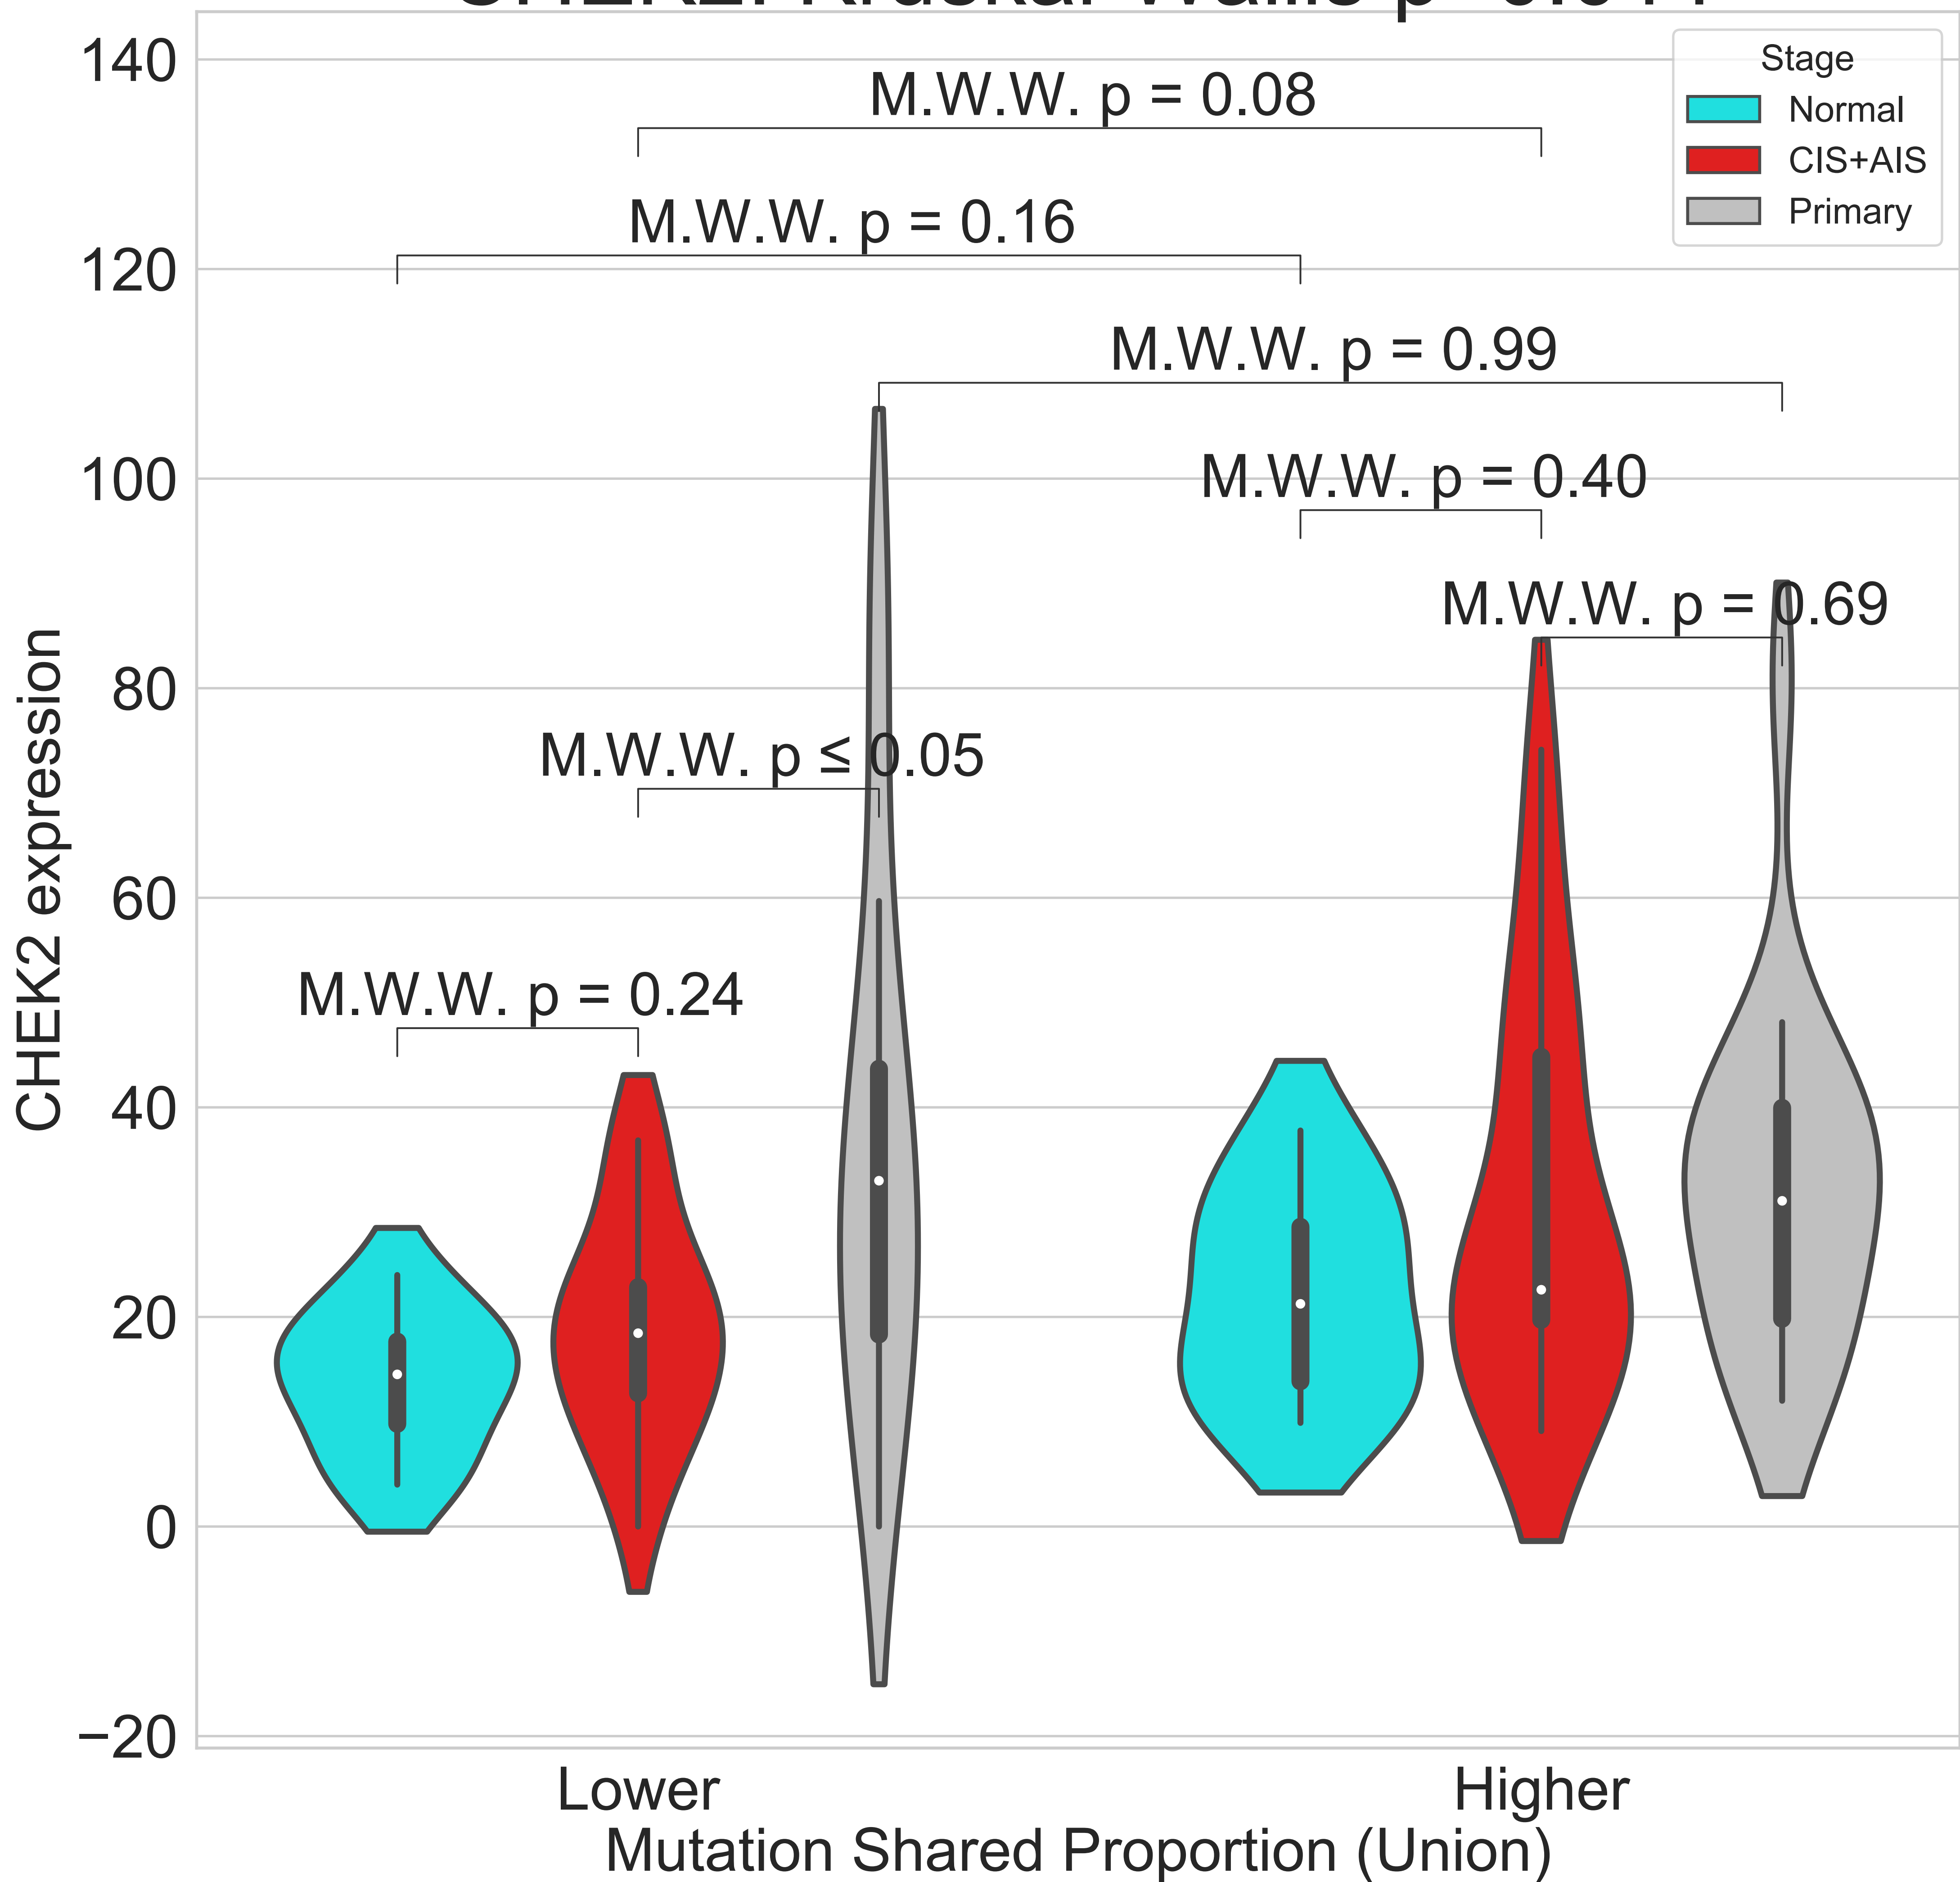 140
120
100
80
60
40
20
0
−20
CHEK2 expression
M.W.W. p = 0.08
M.W.W. p = 0.16
M.W.W. p = 0.99
M.W.W. p = 0.40
M.W.W. p = 0.69
M.W.W. p ≤ 0.05
M.W.W. p = 0.24
Stage
Normal
CIS+AIS
Primary
Lower
Higher
Mutation Shared Proportion (Union)